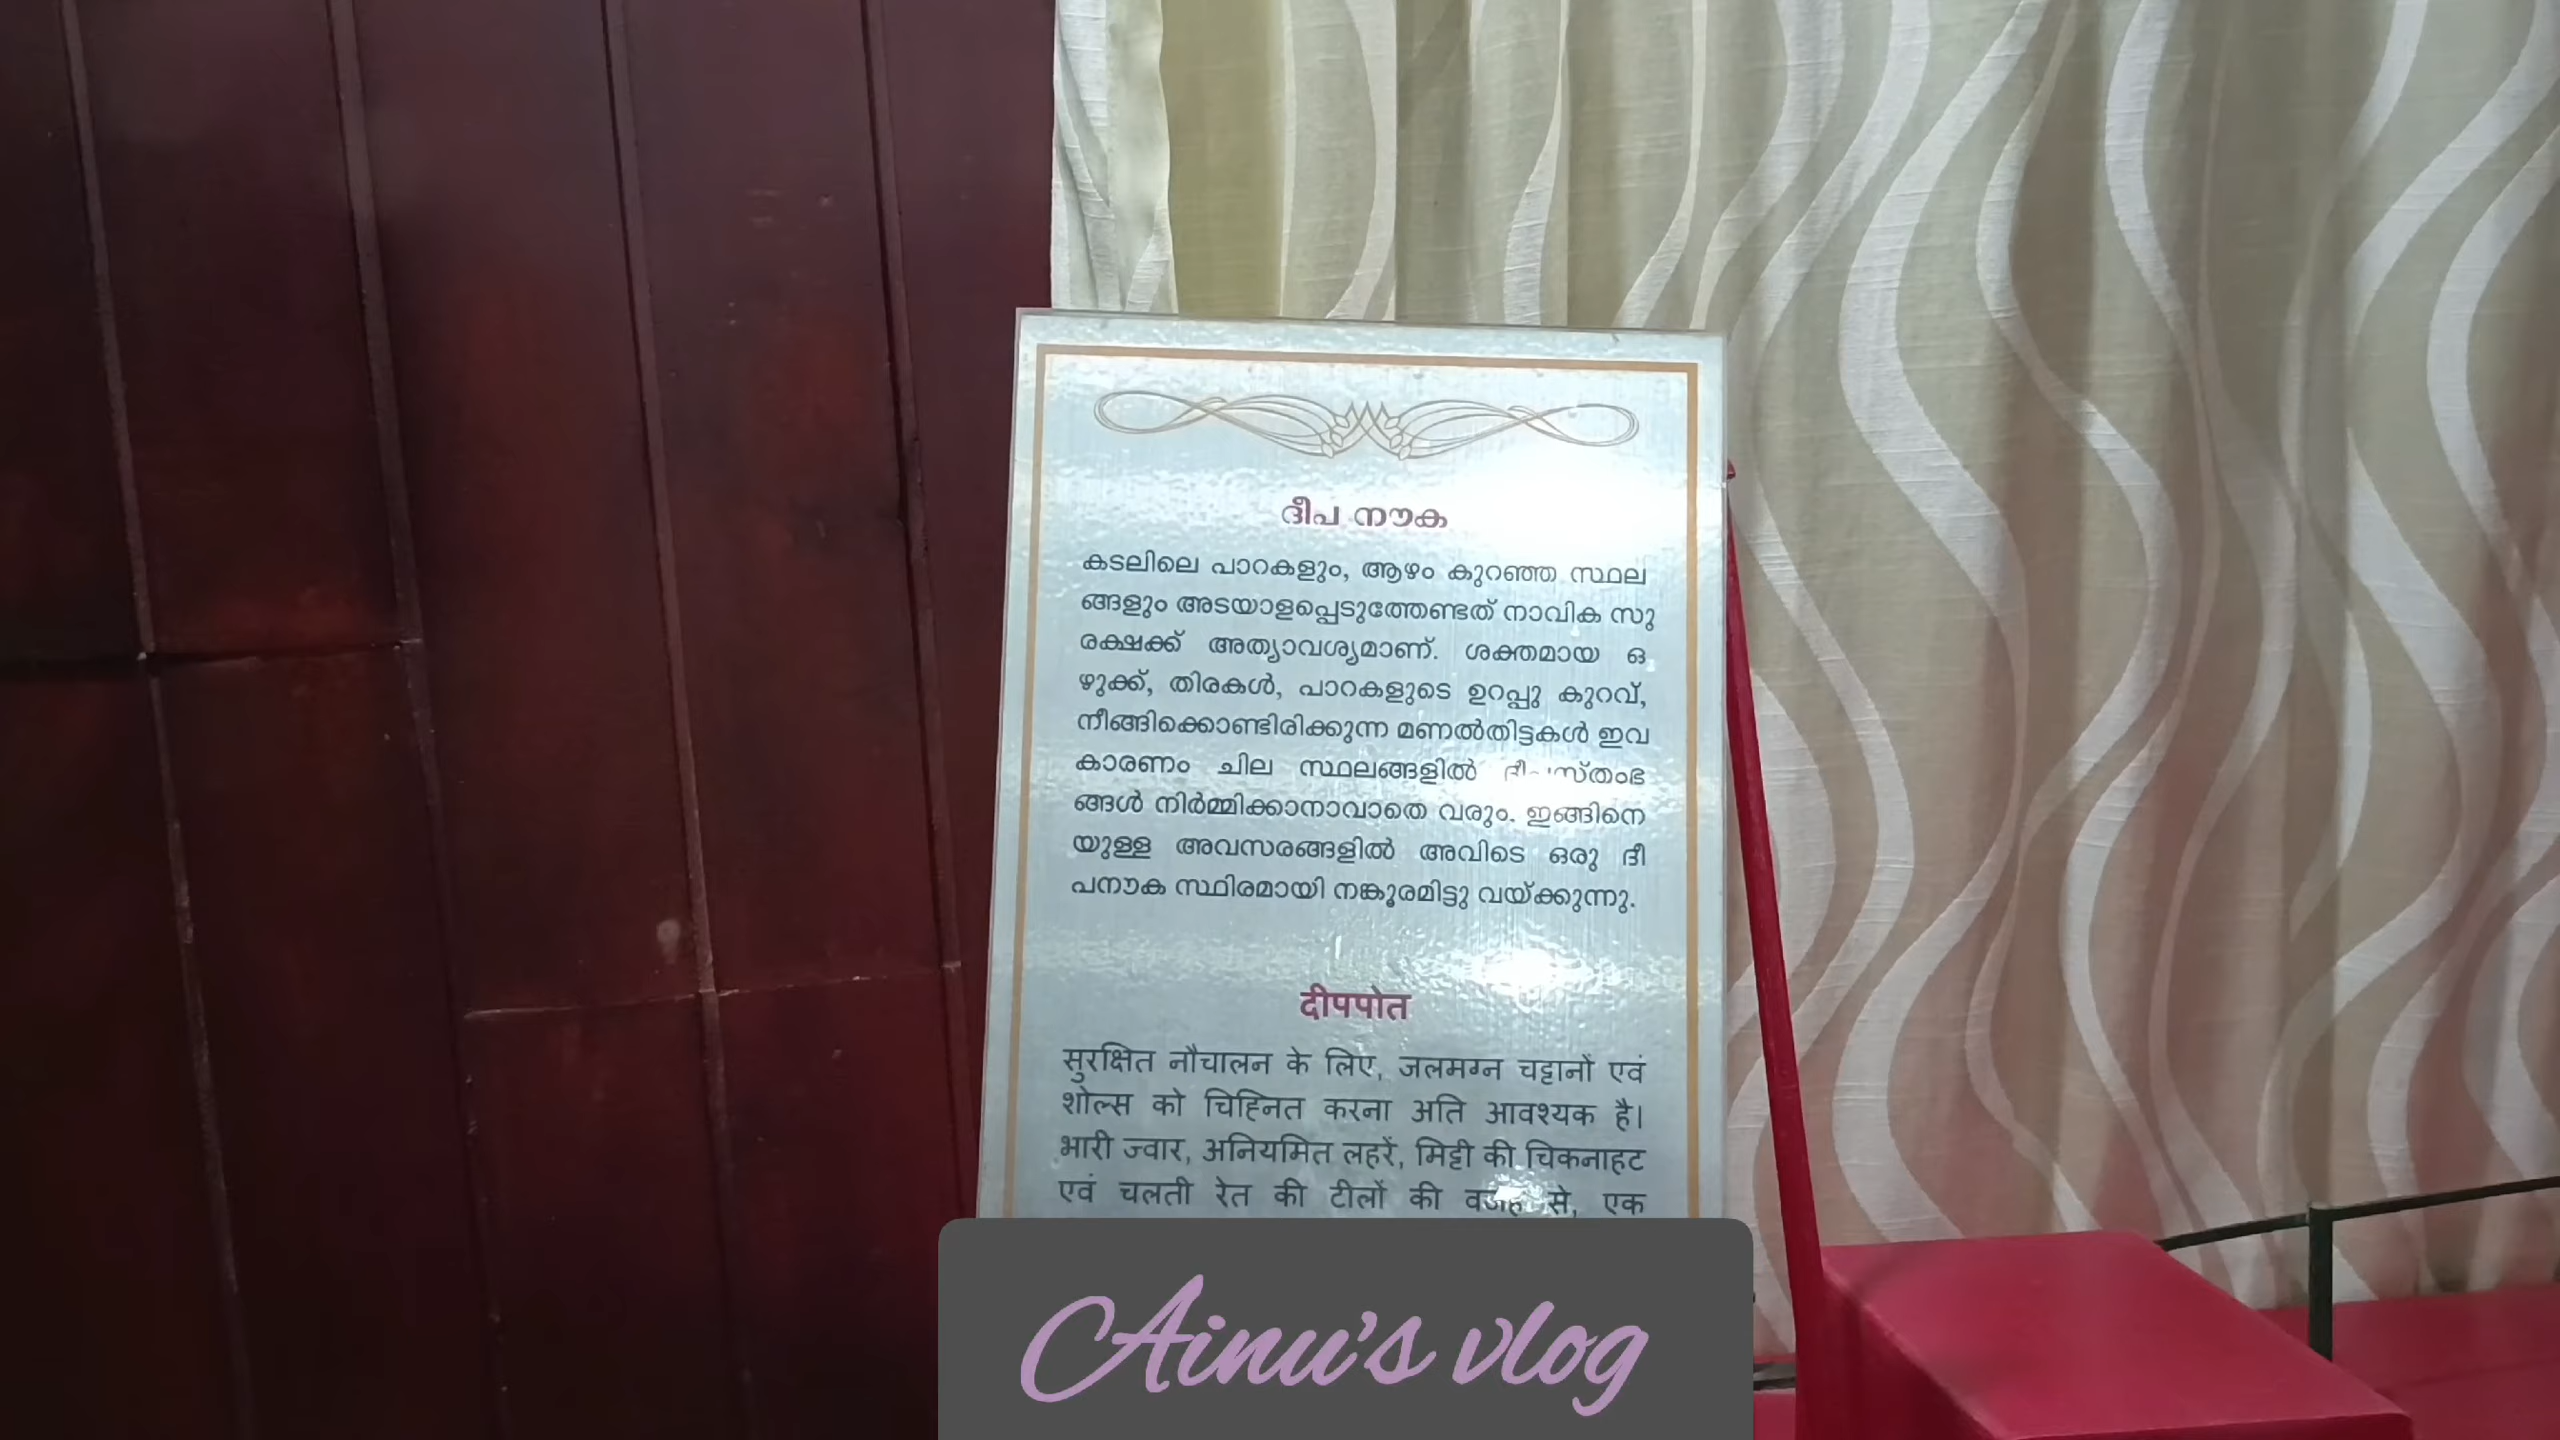 ദീപ നൗക
കടലിലെ പാറകളും, ആഴം കുറഞ്ഞ സ്ഥല
ങ്ങളും അടയാളപ്പെടുത്തേണ്ടത് നാവിക സു
രക്ഷക്ക് അത്യാവശ്യമാണ്. ശക്തമായ ഒ
ഴുക്ക്, തിരകൾ, പാറകളുടെ ഉറപ്പു കുറവ്,
നീങ്ങിക്കൊണ്ടിരിക്കുന്ന മണൽതിട്ടകൾ ഇവ
കാരണം ചില സ്ഥലങ്ങളിൽ
ങ്ങൾ നിർമ്മിക്കാനാവാതെ വരും. ഇങ്ങിനെ
യുള്ള അവസരങ്ങളിൽ അവിടെ ഒരു ദീ
പനൗക സ്ഥിരമായി നങ്കൂരമിട്ടു വയ്ക്കുന്നു.
दीपपोत
सुरक्षित नौचालन के लिए, जलमग्न चट्टानों एवं
शोल्स को चिह्नित करना अति आवश्यक है।
भारी ज्वार, अनियमित लहरें, मिट्टी की चिकनाहट
एवं चलती रेत की टीलों की वजह से, एक
Ainu's vlog